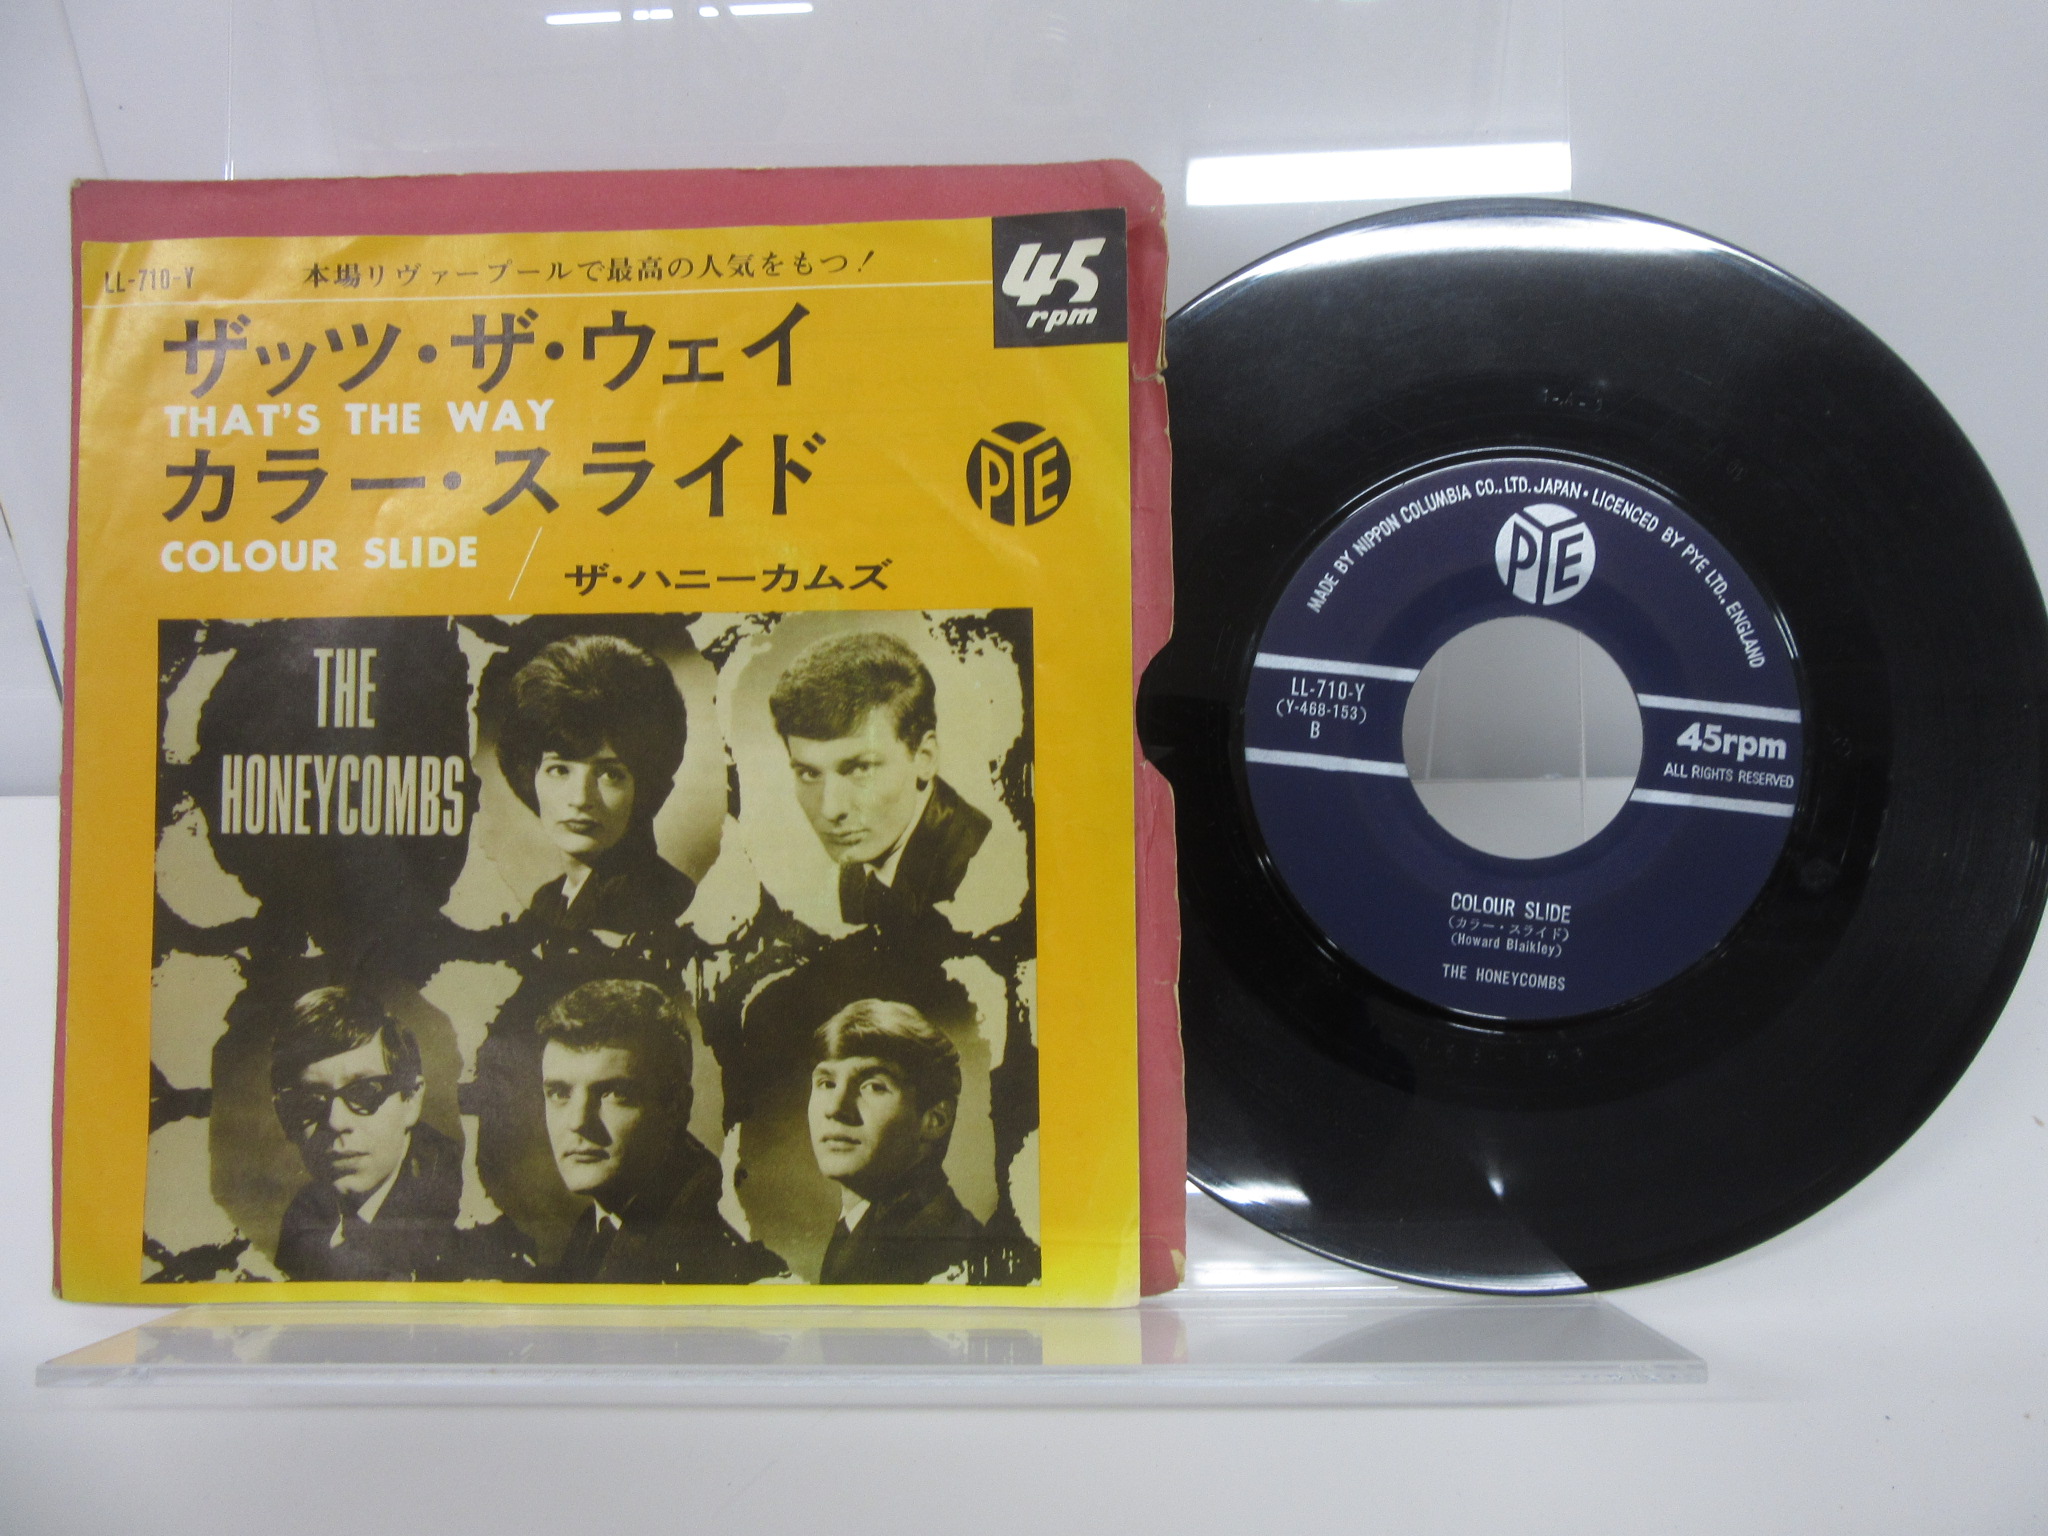 LL-710-Y
本場リヴァープールで最高の人気をもつ！
45
rpm
ザッツ・ザ・ウェイ
THAT'S THE WAY
カラー・スライド
COLOUR SLIDE
ザ・ハニーカムズ
PYE
THE
HONEYCOMBS
MADE BY NIPPON COLUMBIA CO., LTD. JAPAN・LICENCED BY PYE LTD., ENGLAND
PYE
LL-710-Y
(Y-468-153)
B
45rpm
ALL RIGHTS RESERVED
COLOUR SLIDE
(カラー・スライド)
(Howard Blaikley)
THE HONEYCOMBS